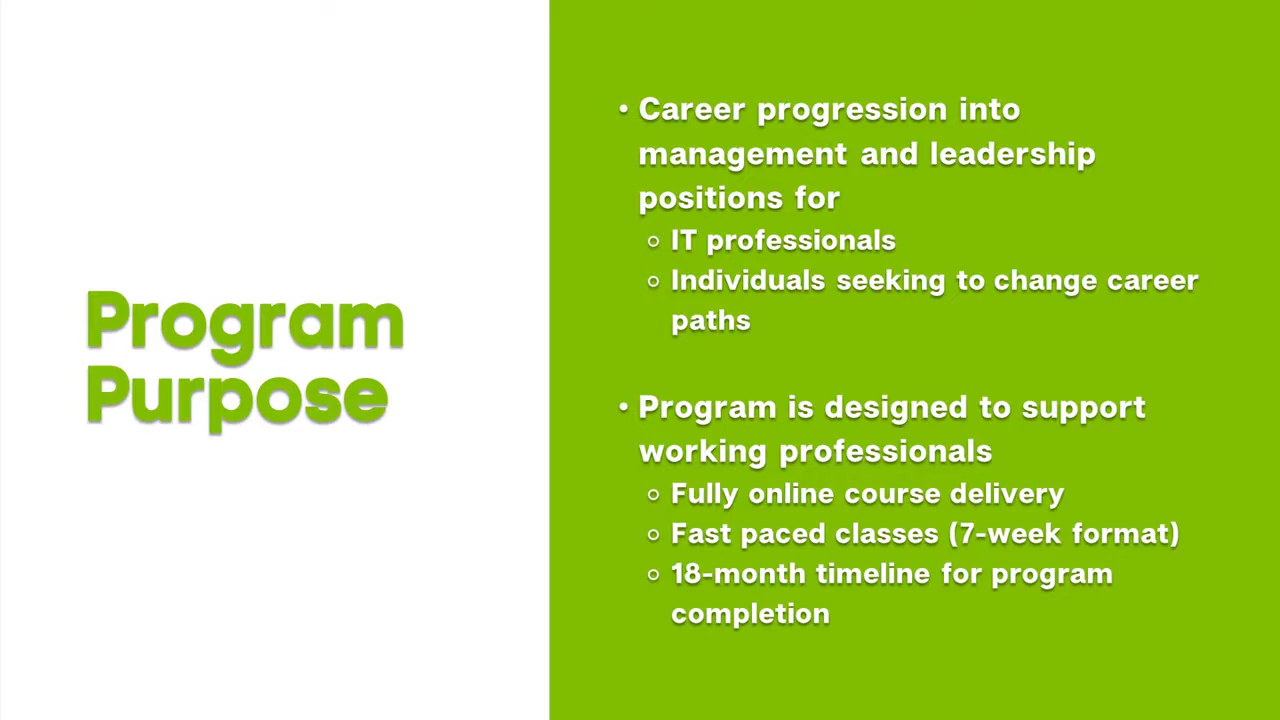 Program
Purpose
• Career progression into
management and leadership
positions for
○ IT professionals
○ Individuals seeking to change career
paths
• Program is designed to support
working professionals
○ Fully online course delivery
○ Fast paced classes (7-week format)
○ 18-month timeline for program
completion